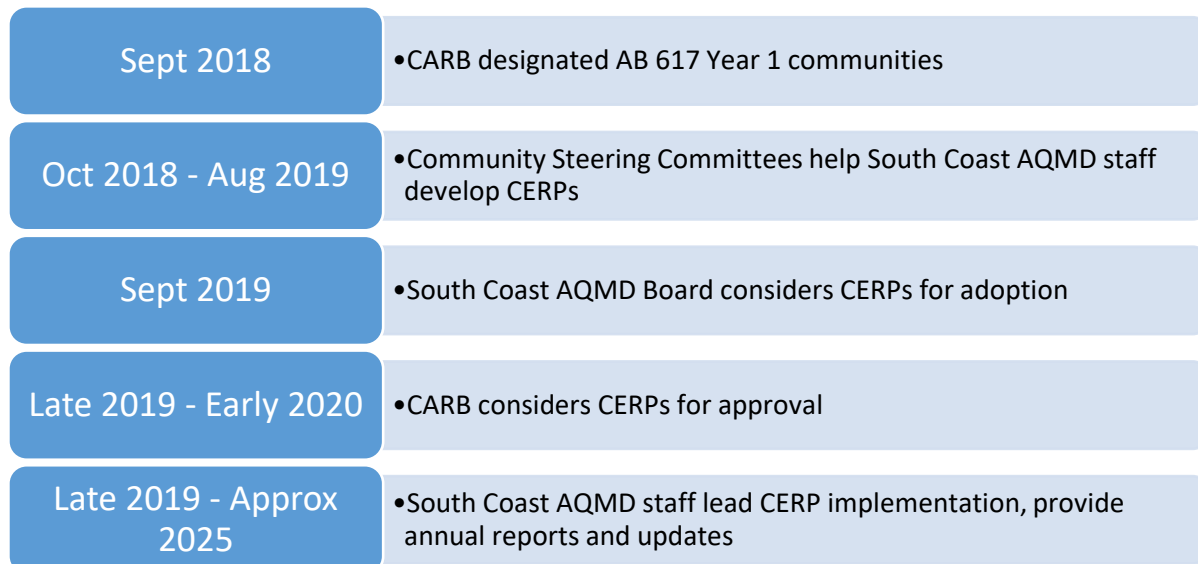 Sept 2018
•CARB designated AB 617 Year 1 communities
Oct 2018 - Aug 2019
•Community Steering Committees help South Coast AQMD staff
develop CERPs
Sept 2019
•South Coast AQMD Board considers CERPs for adoption
Late 2019 - Early 2020
•CARB considers CERPs for approval
Late 2019 - Approx
2025
•South Coast AQMD staff lead CERP implementation, provide
annual reports and updates